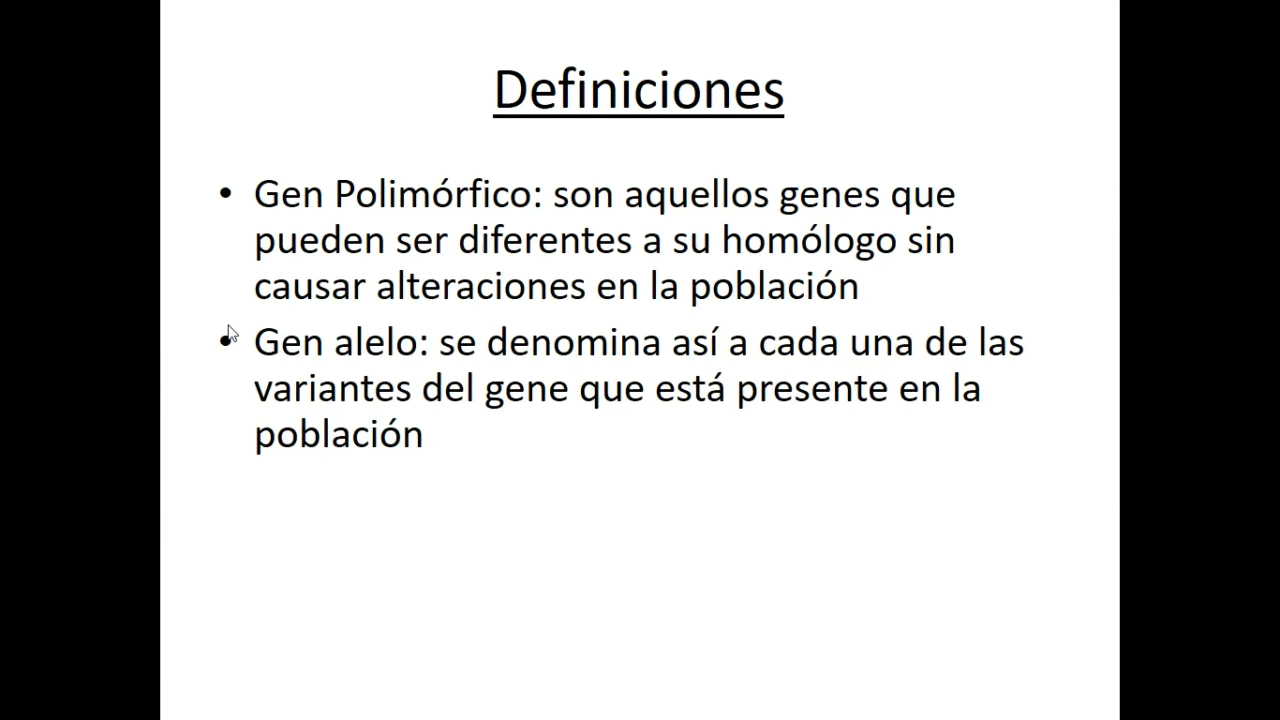 Definiciones
• Gen Polimórfico: son aquellos genes que
pueden ser diferentes a su homólogo sin
causar alteraciones en la población
• Gen alelo: se denomina así a cada una de las
variantes del gene que está presente en la
población